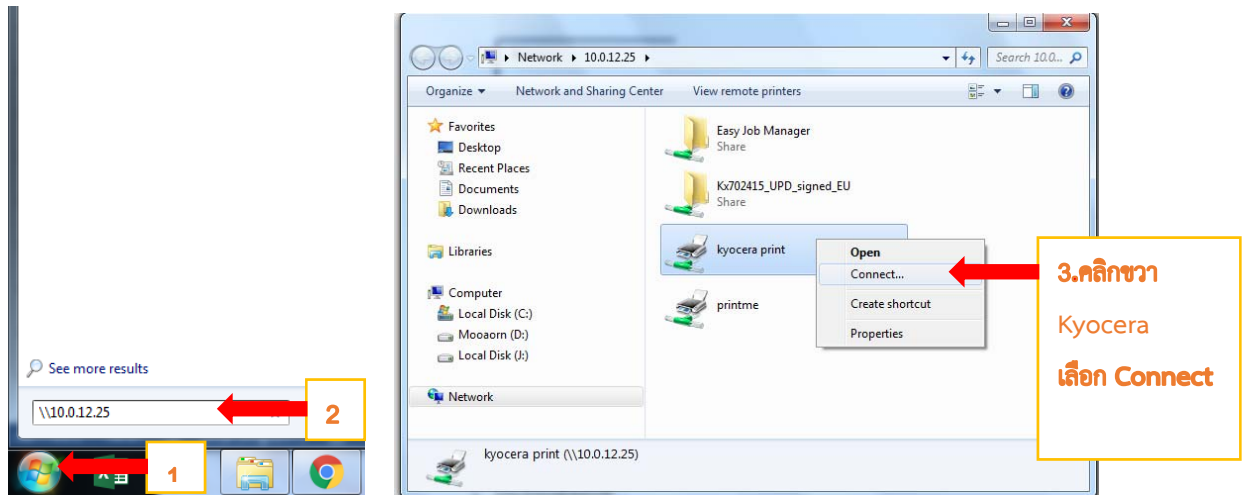 See more results
\\10.0.12.25
2
1
Network
10.0.12.25
Search 10.0...
Organize
Network and Sharing Center
View remote printers
Favorites
Desktop
Recent Places
Documents
Downloads
Libraries
Computer
Local Disk (C:)
Mooaorn (D:)
Local Disk (J:)
Network
Easy Job Manager
Share
Kx702415_UPD_signed_EU
Share
kyocera print
printme
Open
Connect...
Create shortcut
Properties
kyocera print (\\10.0.12.25)
3.คลิกขวา
Kyocera
เลือก Connect